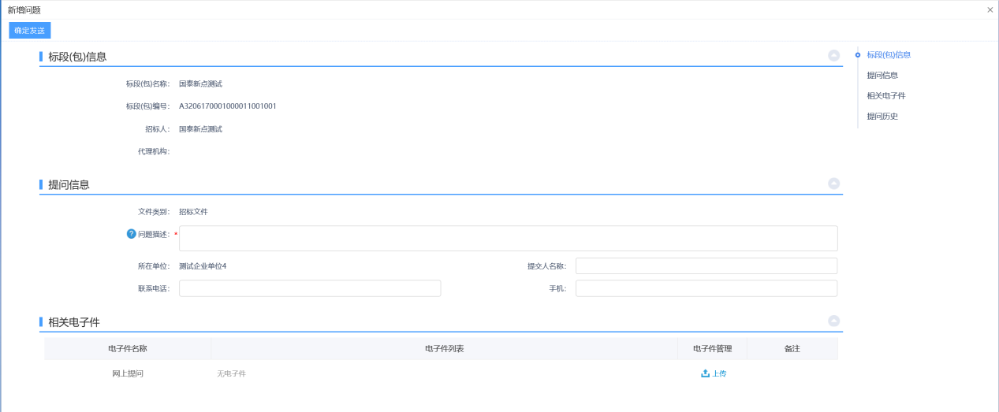 新增问题 ×
确定发送
标段(包)信息
标段(包)名称： 国泰新点测试
标段(包)编号： A3206170001000011001001
招标人： 国泰新点测试
代理机构：
提问信息
文件类别： 招标文件
? 问题描述： *
所在单位： 测试企业单位4 提交人名称：
联系电话： 手机：
相关电子件
电子件名称 电子件列表 电子件管理 备注
网上提问 无电子件 上传
标段(包)信息
提问信息
相关电子件
提问历史